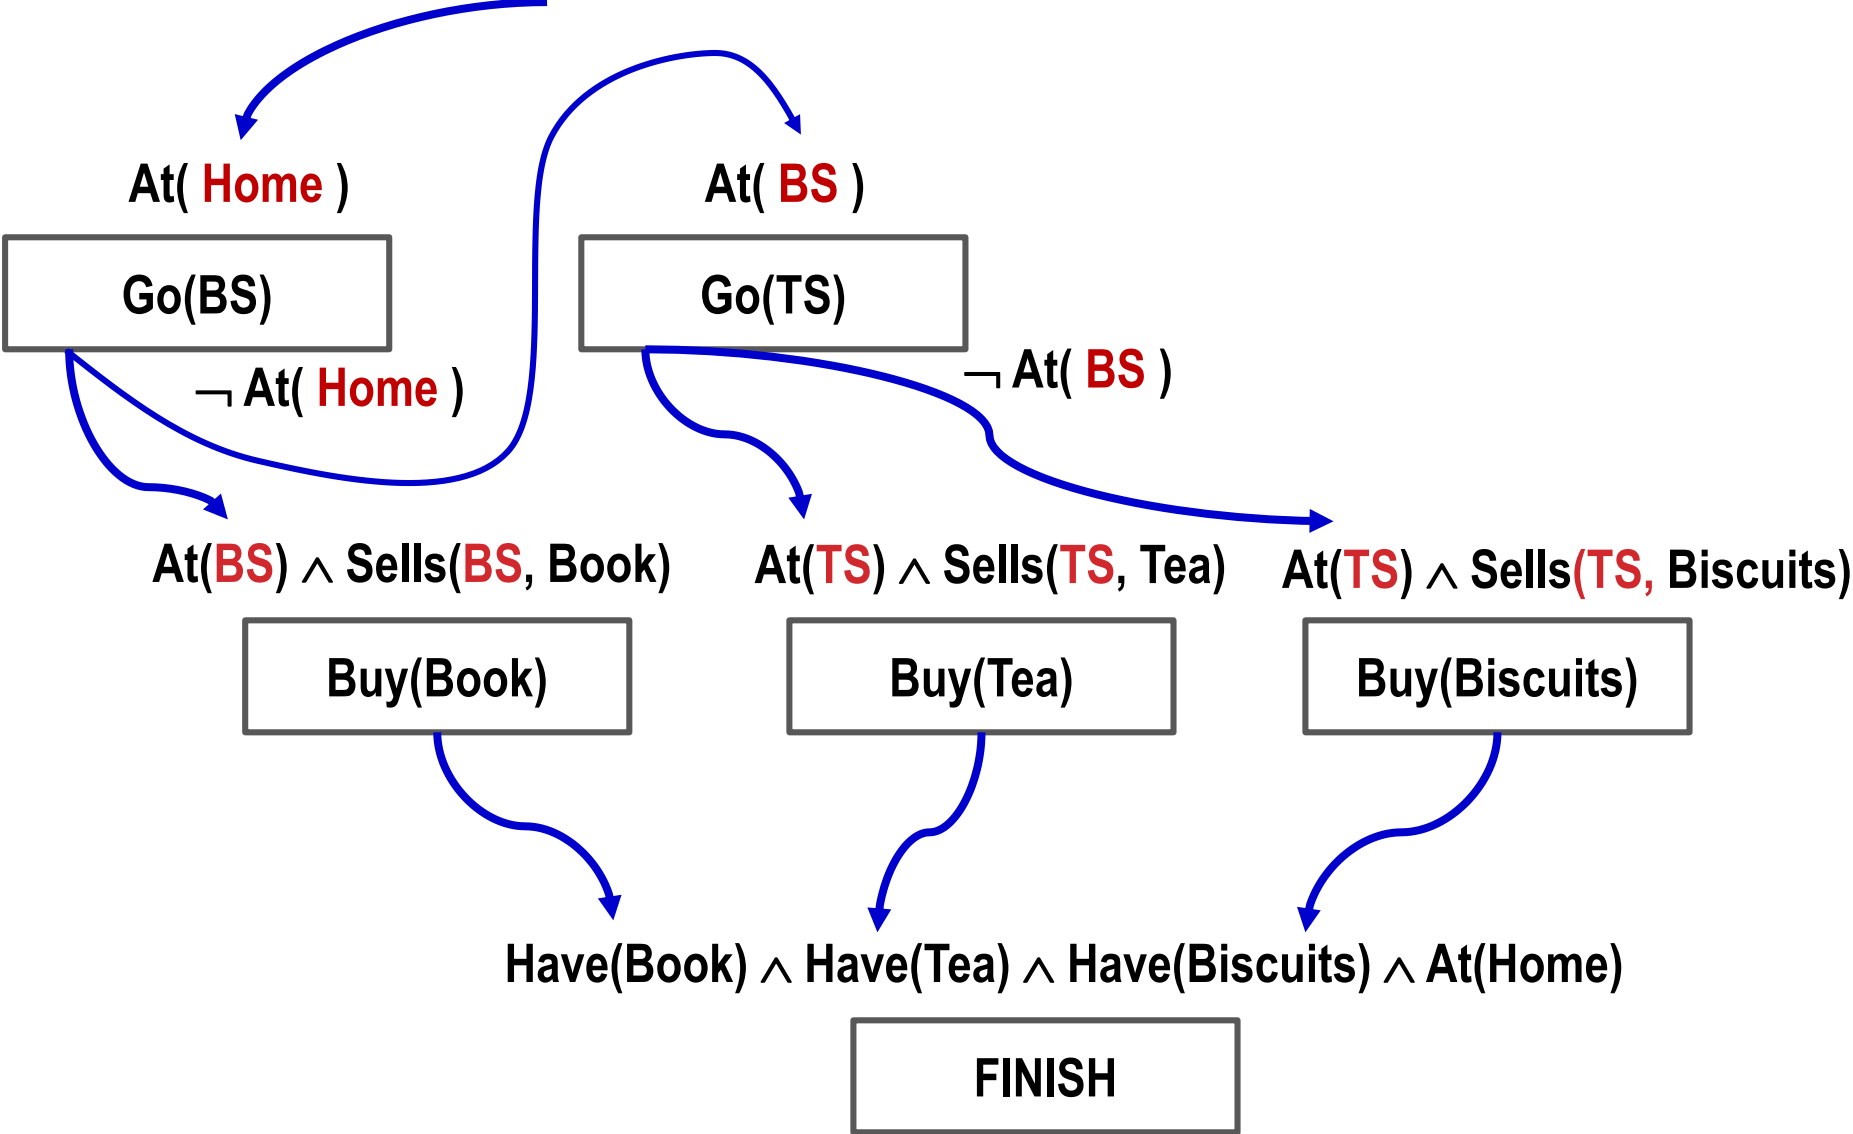 At( Home ) At( BS )
Go(BS) Go(TS)
¬ At( Home ) ¬ At( BS )
At(BS) ∧ Sells(BS, Book) At(TS) ∧ Sells(TS, Tea) At(TS) ∧ Sells(TS, Biscuits)
Buy(Book) Buy(Tea) Buy(Biscuits)
Have(Book) ∧ Have(Tea) ∧ Have(Biscuits) ∧ At(Home)
FINISH